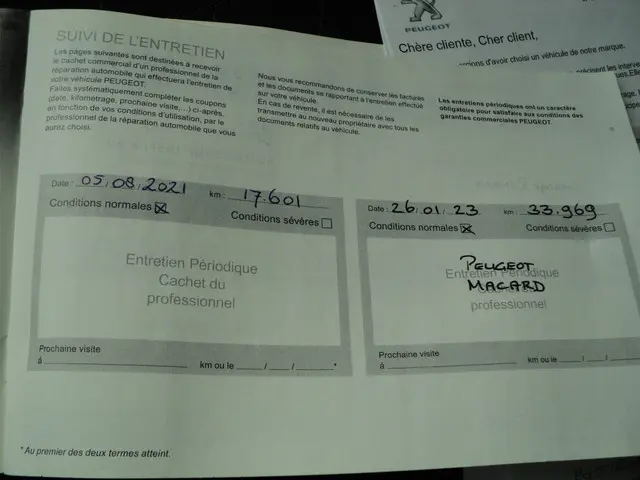 PEUGEOT
Chère cliente, Cher client,
d'avoir choisi un véhicule de notre marque.
SUIVI DE L'ENTRETIEN
Les pages suivantes sont destinées à recevoir
le cachet commercial d'un professionnel de la
réparation automobile qui effectuera l'entretien de
votre véhicule PEUGEOT.
Faites systématiquement compléter les coupons
(date, kilométrage, prochaine visite,...) ci-après,
en fonction de vos conditions d'utilisation, par le
professionnel de la réparation automobile que vous
aurez choisi.
Nous vous recommandons de conserver les factures
et les documents se rapportant à l'entretien effectué
sur votre véhicule.
En cas de revente, il est nécessaire de les
transmettre au nouveau propriétaire avec tous les
documents relatifs au véhicule.
Les entretiens périodiques ont un caractère
obligatoire pour satisfaire aux conditions des
garanties commerciales PEUGEOT.
Date : 05/08/2021 km : 17.601
Conditions normales
Conditions sévères
Entretien Périodique
Cachet du
professionnel
Prochaine visite
à km ou le / / *
Date : 26/01/23 km : 33.969
Conditions normales Conditions sévères
PEUGEOT
Entretien Périodique
MACARD
professionnel
Prochaine visite
à km ou le / /
* Au premier des deux termes atteint.